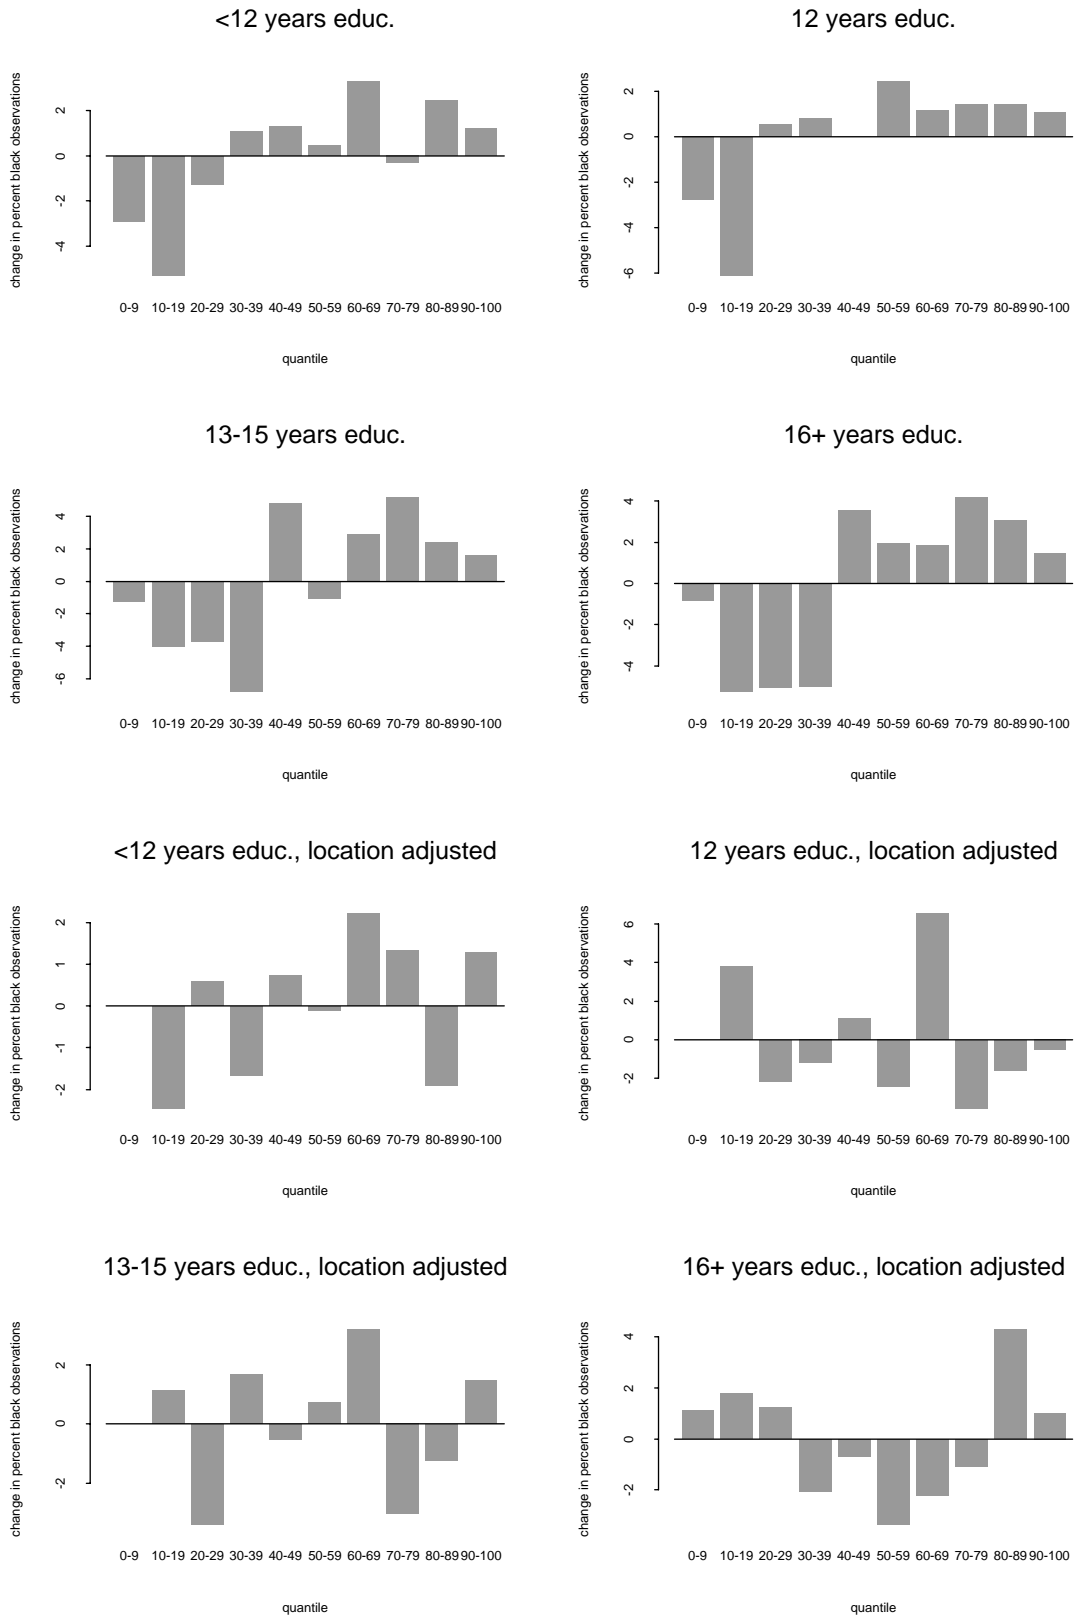 <12 years educ.
change in percent black observations
2
0
-2
-4
0-9 10-19 20-29 30-39 40-49 50-59 60-69 70-79 80-89 90-100
quantile
12 years educ.
change in percent black observations
2
0
-2
-4
-6
0-9 10-19 20-29 30-39 40-49 50-59 60-69 70-79 80-89 90-100
quantile
13-15 years educ.
change in percent black observations
4
2
0
-2
-4
-6
0-9 10-19 20-29 30-39 40-49 50-59 60-69 70-79 80-89 90-100
quantile
16+ years educ.
change in percent black observations
4
2
0
-2
-4
0-9 10-19 20-29 30-39 40-49 50-59 60-69 70-79 80-89 90-100
quantile
<12 years educ., location adjusted
change in percent black observations
2
1
0
-1
-2
0-9 10-19 20-29 30-39 40-49 50-59 60-69 70-79 80-89 90-100
quantile
12 years educ., location adjusted
change in percent black observations
6
4
2
0
-2
0-9 10-19 20-29 30-39 40-49 50-59 60-69 70-79 80-89 90-100
quantile
13-15 years educ., location adjusted
change in percent black observations
2
0
-2
0-9 10-19 20-29 30-39 40-49 50-59 60-69 70-79 80-89 90-100
quantile
16+ years educ., location adjusted
change in percent black observations
4
2
0
-2
0-9 10-19 20-29 30-39 40-49 50-59 60-69 70-79 80-89 90-100
quantile